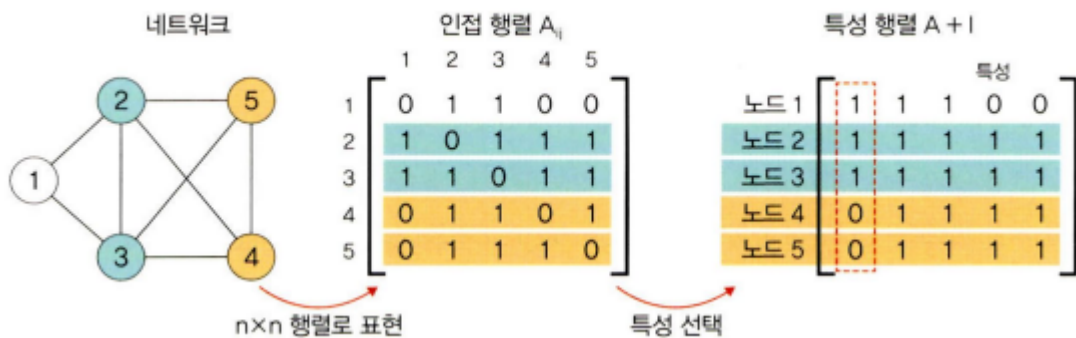 네트워크
2 5
1
3 4
n×n 행렬로 표현
인접 행렬 Aij
1 2 3 4 5
1 0 1 1 0 0
2 1 0 1 1 1
3 1 1 0 1 1
4 0 1 1 0 1
5 0 1 1 1 0
특성 선택
특성 행렬 A + I
특성
노드 1 1 1 1 0 0
노드 2 1 1 1 1 1
노드 3 1 1 1 1 1
노드 4 0 1 1 1 1
노드 5 0 1 1 1 1